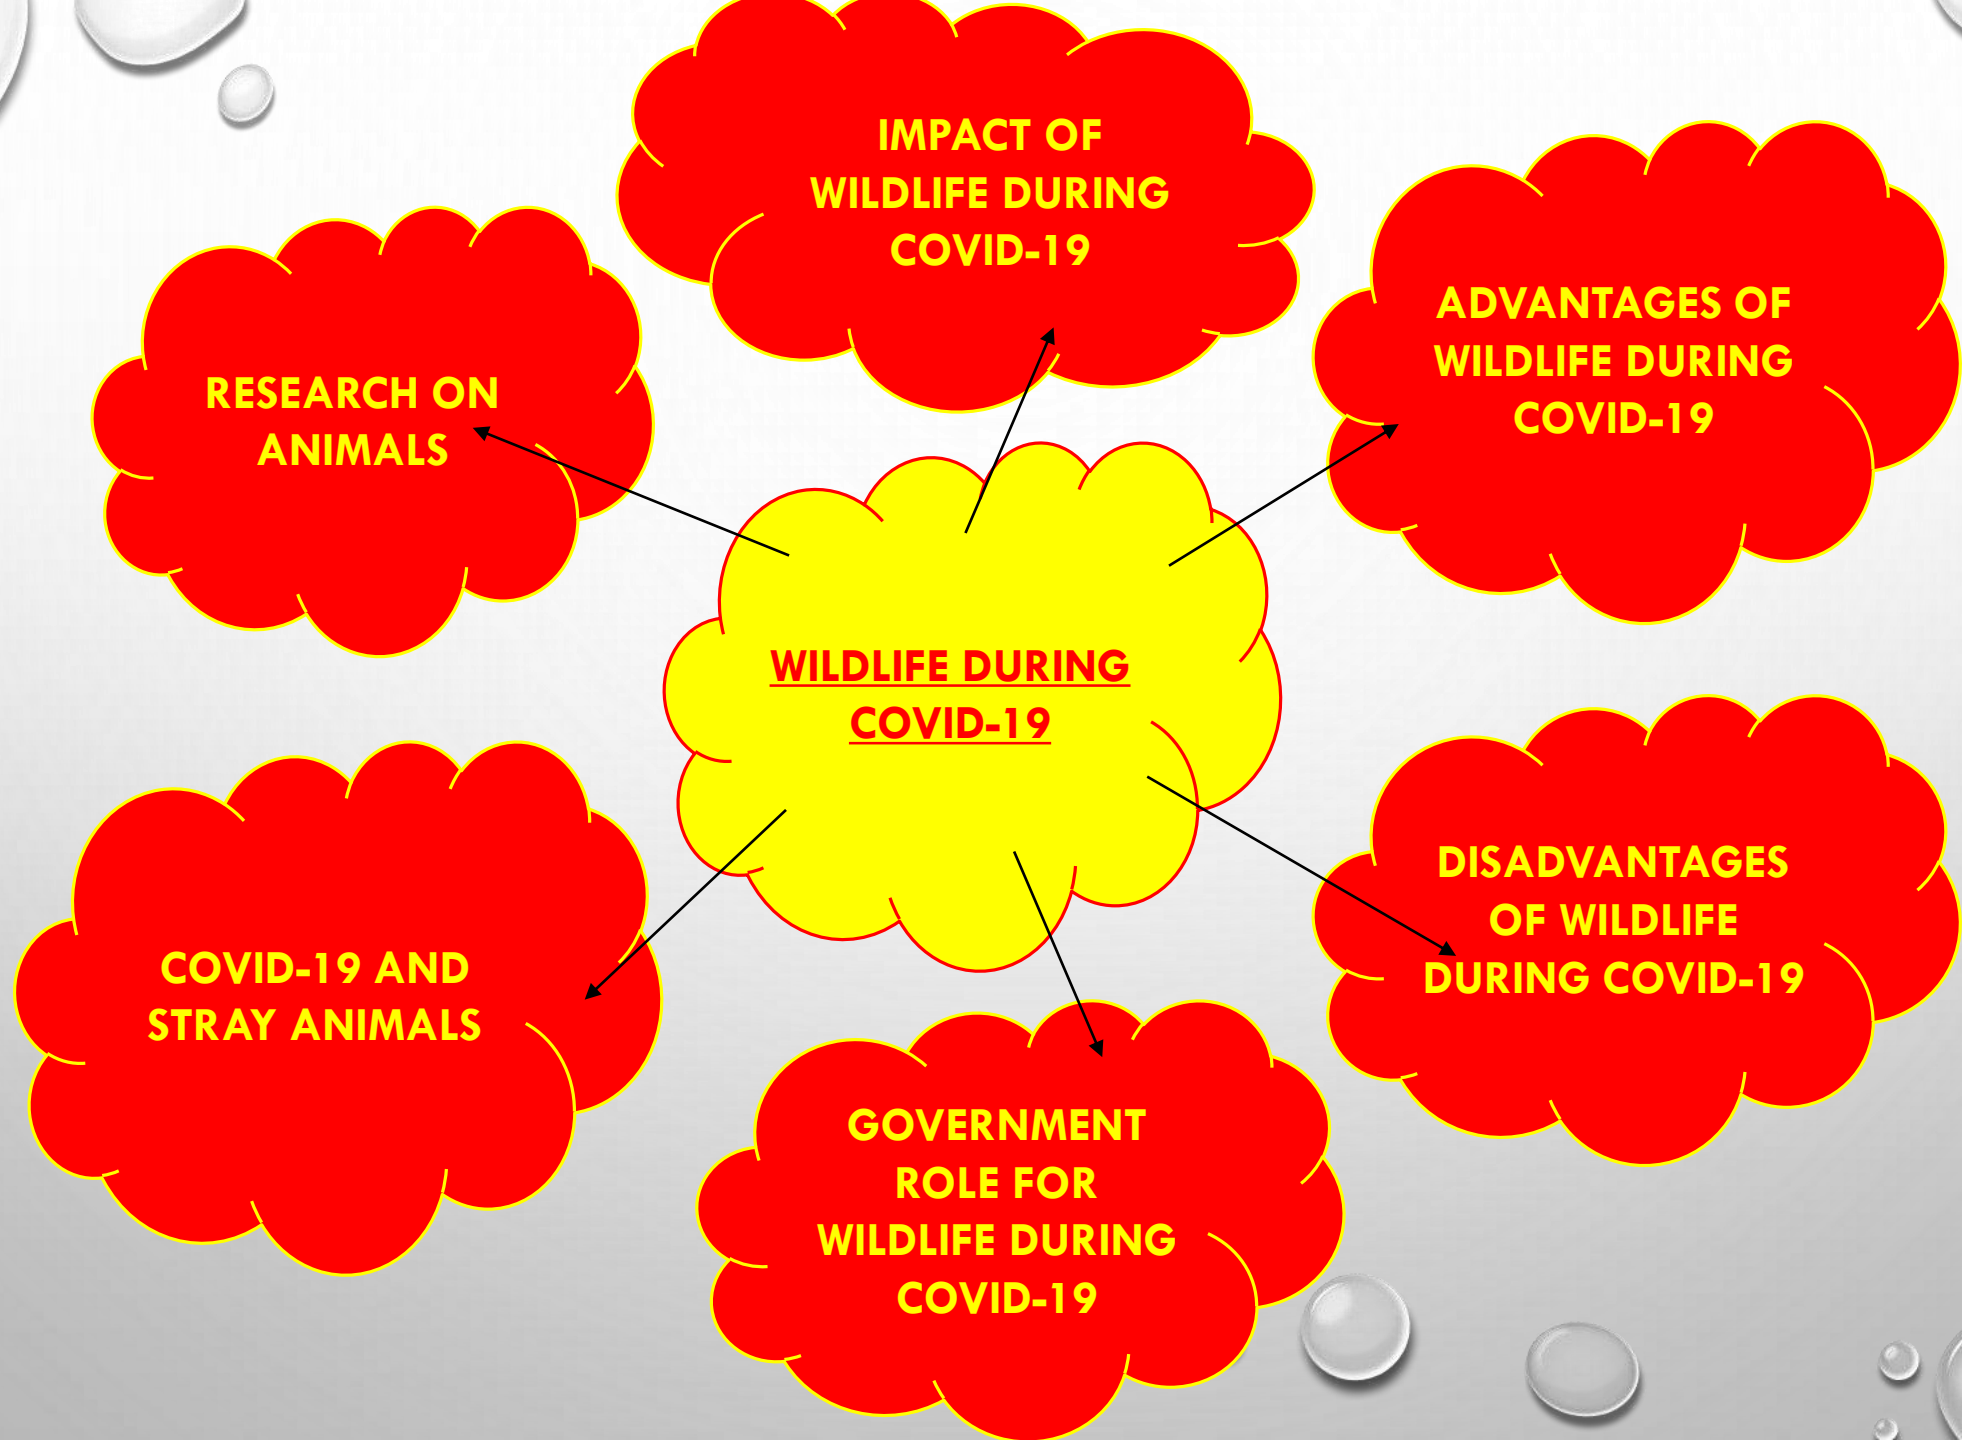 IMPACT OF
WILDLIFE DURING
COVID-19
ADVANTAGES OF
WILDLIFE DURING
COVID-19
RESEARCH ON
ANIMALS
WILDLIFE DURING
COVID-19
DISADVANTAGES
OF WILDLIFE
DURING COVID-19
COVID-19 AND
STRAY ANIMALS
GOVERNMENT
ROLE FOR
WILDLIFE DURING
COVID-19